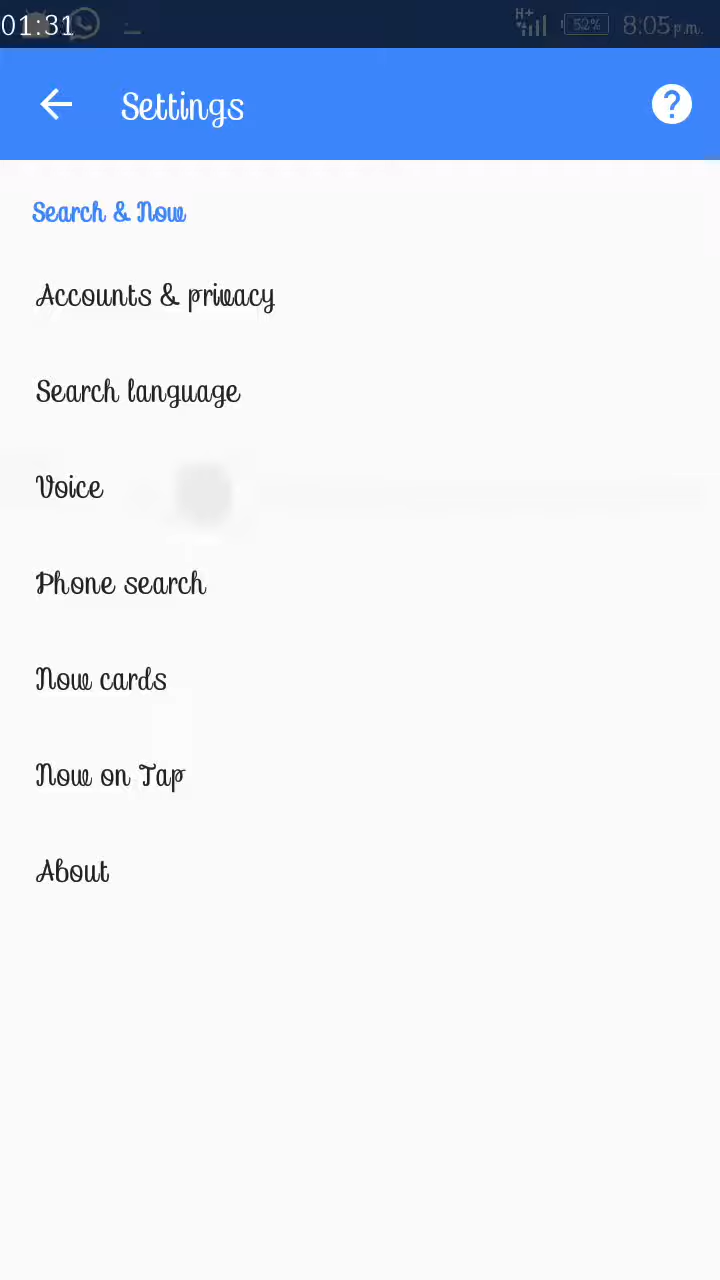 01:31 H+ 52% 8:05 p.m.
Settings ?
Search & Now
Accounts & privacy
Search language
Voice
Phone search
Now cards
Now on Tap
About